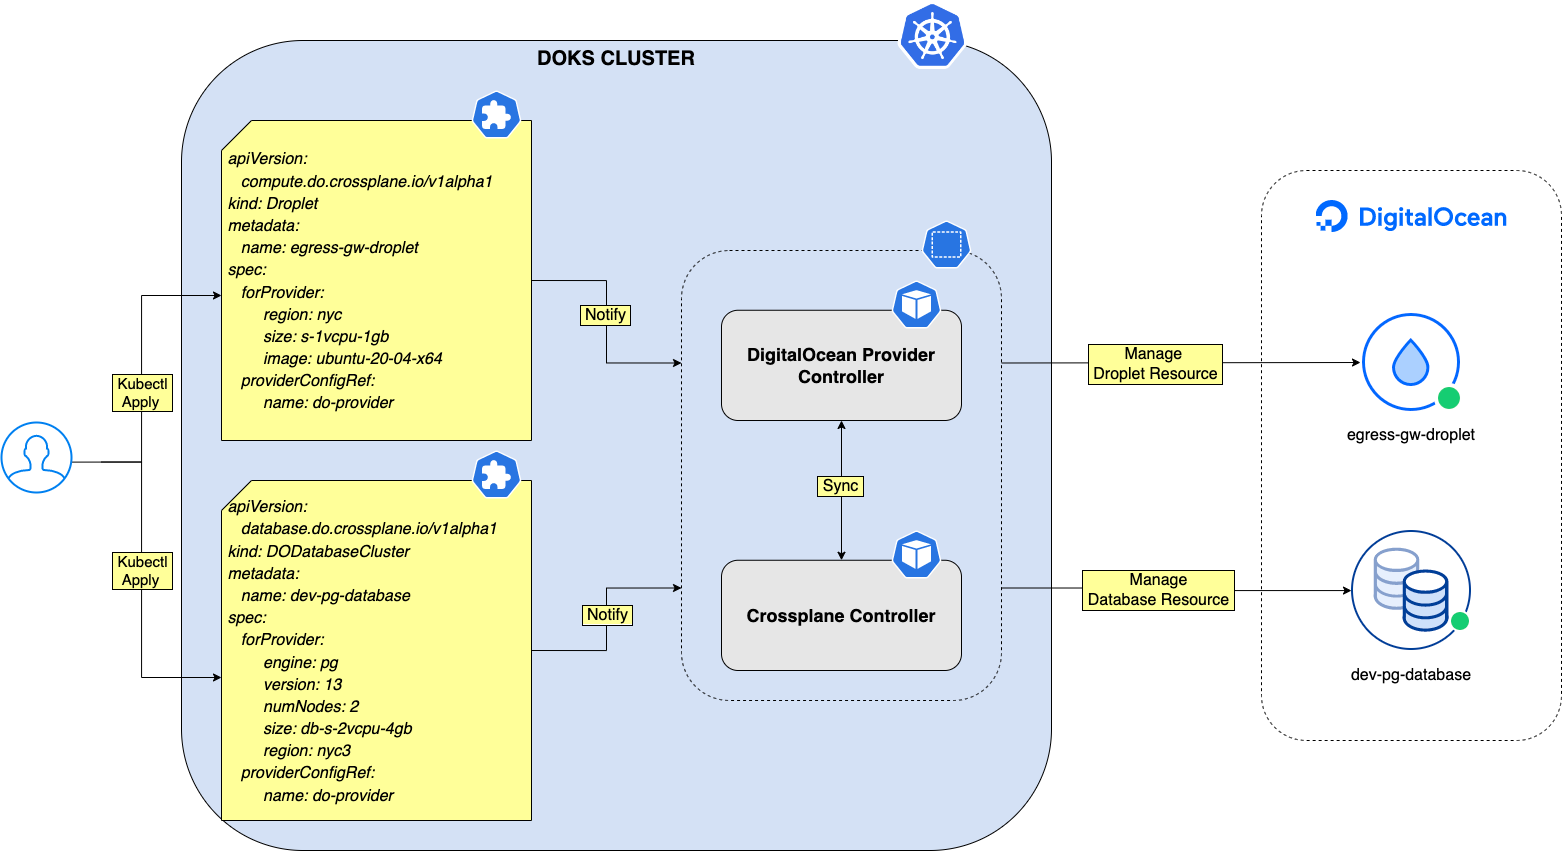 DOKS CLUSTER
apiVersion:
compute.do.crossplane.io/v1alpha1
kind: Droplet
metadata:
name: egress-gw-droplet
spec:
forProvider:
region: nyc
size: s-1vcpu-1gb
image: ubuntu-20-04-x64
providerConfigRef:
name: do-provider
Kubectl
Apply
Kubectl
Apply
apiVersion:
database.do.crossplane.io/v1alpha1
kind: DODatabaseCluster
metadata:
name: dev-pg-database
spec:
forProvider:
engine: pg
version: 13
numNodes: 2
size: db-s-2vcpu-4gb
region: nyc3
providerConfigRef:
name: do-provider
Notify
Notify
DigitalOcean Provider
Controller
Sync
Crossplane Controller
Manage
Droplet Resource
Manage
Database Resource
DigitalOcean
egress-gw-droplet
dev-pg-database